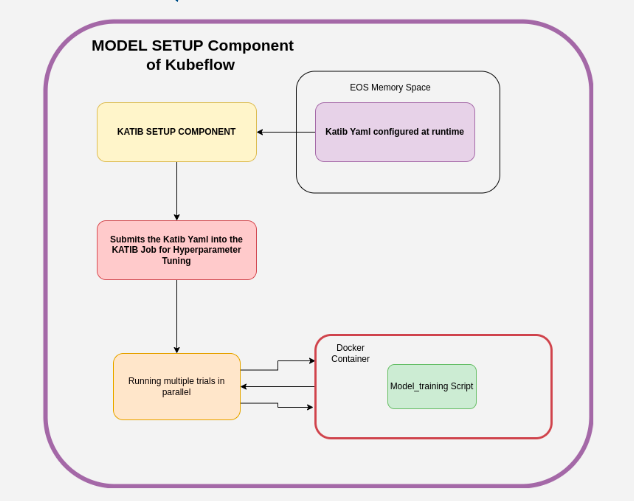 MODEL SETUP Component
of Kubeflow
EOS Memory Space
KATIB SETUP COMPONENT
Katib Yaml configured at runtime
Submits the Katib Yaml into the
KATIB Job for Hyperparameter
Tuning
Docker
Container
Running multiple trials in
parallel
Model_training Script